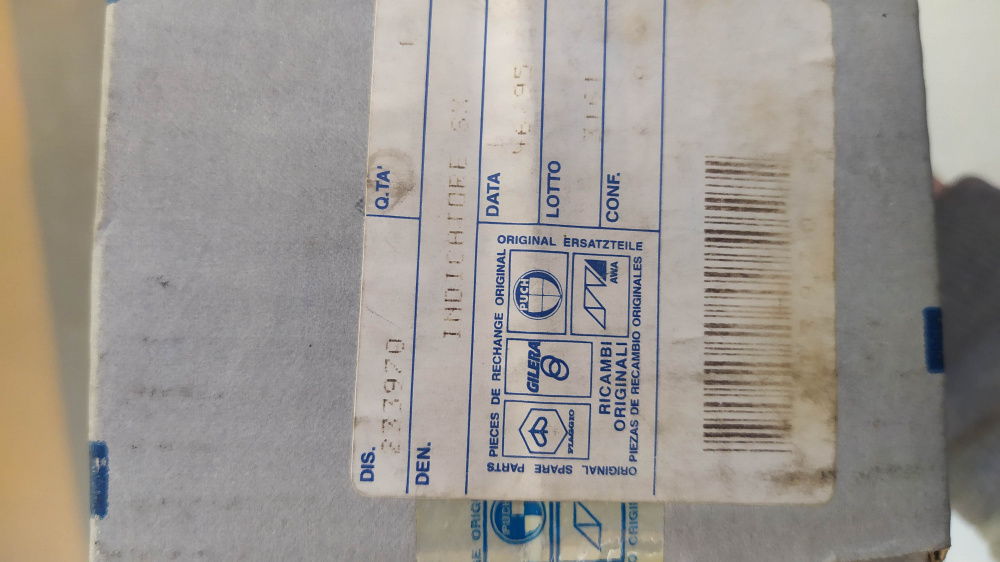 DIS. Q.TA'
233970 1
DEN.
INDICATORE SX
DATA
46.95
LOTTO
CONF.
ORIGINAL SPARE PARTS
PIECES DE RECHANGE ORIGINAL
ORIGINAL ERSATZTEILE
PIAGGIO
GILERA
PUCH
AWA
RICAMBI
ORIGINALI
PIEZAS DE RECAMBIO ORIGINALES
PUCH